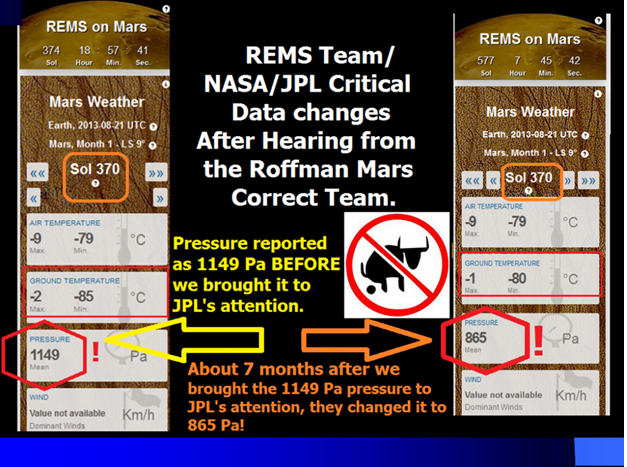 REMS on Mars
374 18 57 41
Sol Hour Min. Sec.
Mars Weather
Earth, 2013-08-21 UTC
Mars, Month 1 - LS 9°
«« Sol 370 »»
« »
AIR TEMPERATURE
-9 -79 °C
Max. Min.
GROUND TEMPERATURE
-2 -85 °C
Max. Min.
PRESSURE
1149 ! Pa
Mean
WIND
Value not available Km/h
Dominant Winds
REMS Team/
NASA/JPL Critical
Data changes
After Hearing from
the Roffman Mars
Correct Team.
Pressure reported
as 1149 Pa BEFORE
we brought it to
JPL's attention.
About 7 months after we
brought the 1149 Pa pressure to
JPL's attention, they changed it to
865 Pa!
REMS on Mars
577 7 45 42
Sol Hour Min. Sec.
Mars Weather
Earth, 2013-08-21 UTC
Mars, Month 1 - LS 9°
«« « Sol 370 » »»
AIR TEMPERATURE
-9 -79 °C
Max. Min.
GROUND TEMPERATURE
-1 -80 °C
Max. Min.
PRESSURE
865 ! Pa
Mean
WIND
Value not available Km/h
Dominant Winds